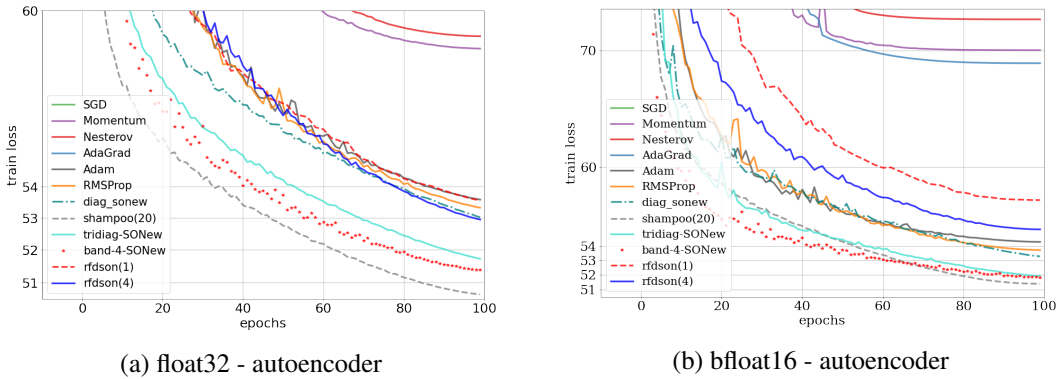 60
54
53
52
51
train loss
SGD
Momentum
Nesterov
AdaGrad
Adam
RMSProp
diag_sonew
shampoo(20)
tridiag-SONew
band-4-SONew
rfdson(1)
rfdson(4)
0 20 40 60 80 100
epochs
(a) float32 - autoencoder
70
60
54
53
52
51
train loss
SGD
Momentum
Nesterov
AdaGrad
Adam
RMSProp
diag_sonew
shampoo(20)
tridiag-SONew
band-4-SONew
rfdson(1)
rfdson(4)
0 20 40 60 80 100
epochs
(b) bfloat16 - autoencoder